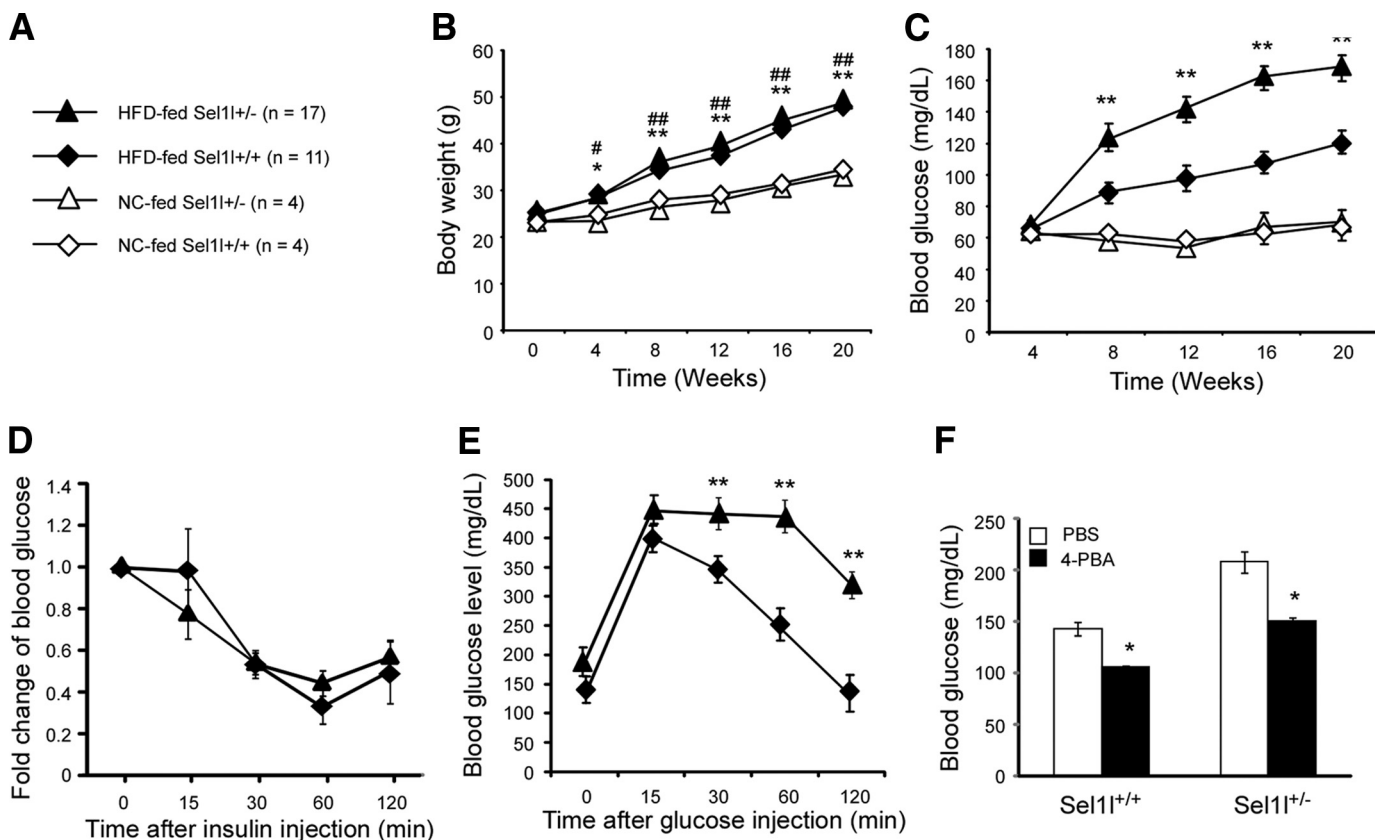 A
HFD-fed Sel1l+/- (n = 17)
HFD-fed Sel1l+/+ (n = 11)
NC-fed Sel1l+/- (n = 4)
NC-fed Sel1l+/+ (n = 4)
B
Body weight (g)
60
50
40
30
20
10
0
#
*
##
**
##
**
##
**
##
**
0 4 8 12 16 20
Time (Weeks)
C
Blood glucose (mg/dL)
180
160
140
120
100
80
60
40
20
0
**
**
**
**
4 8 12 16 20
Time (Weeks)
D
Fold change of blood glucose
1.4
1.2
1.0
0.8
0.6
0.4
0.2
0
0 15 30 60 120
Time after insulin injection (min)
E
Blood glucose level (mg/dL)
500
450
400
350
300
250
200
150
100
50
0
**
**
**
0 15 30 60 120
Time after glucose injection (min)
F
Blood glucose (mg/dL)
250
200
150
100
50
0
PBS
4-PBA
*
*
Sel1l+/+ Sel1l+/-